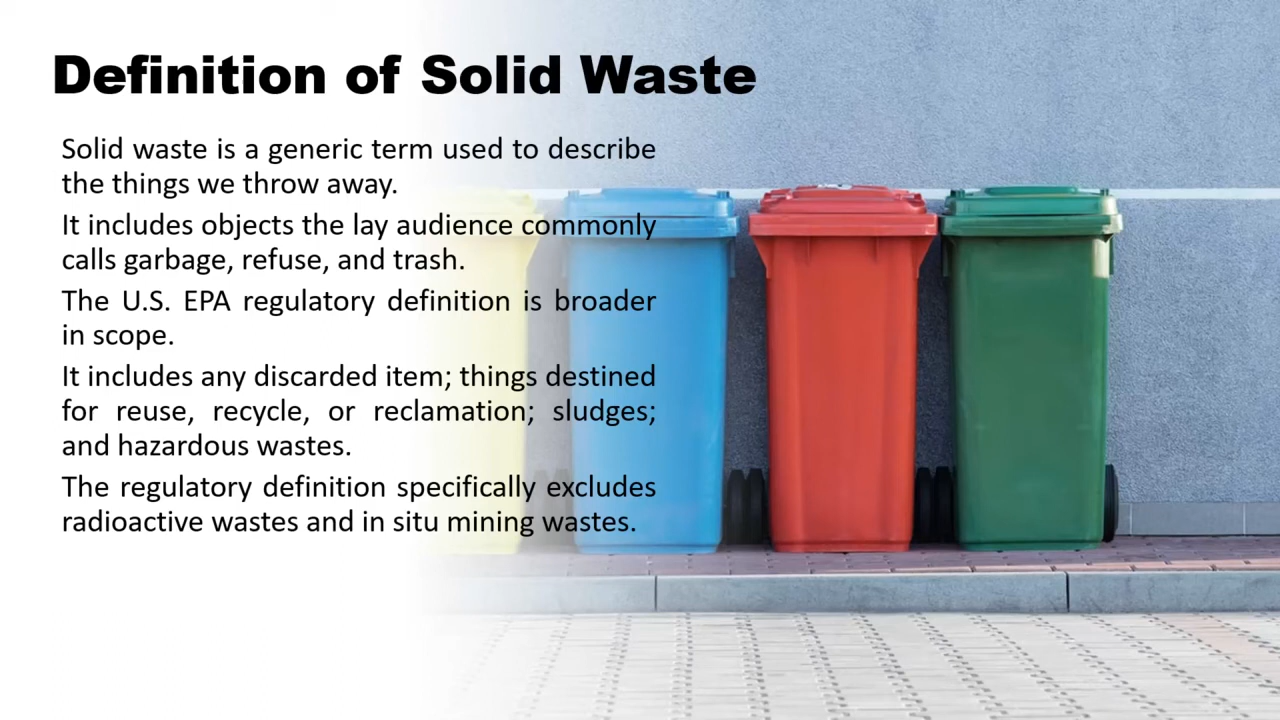 Definition of Solid Waste
Solid waste is a generic term used to describe
the things we throw away.
It includes objects the lay audience commonly
calls garbage, refuse, and trash.
The U.S. EPA regulatory definition is broader
in scope.
It includes any discarded item; things destined
for reuse, recycle, or reclamation; sludges;
and hazardous wastes.
The regulatory definition specifically excludes
radioactive wastes and in situ mining wastes.